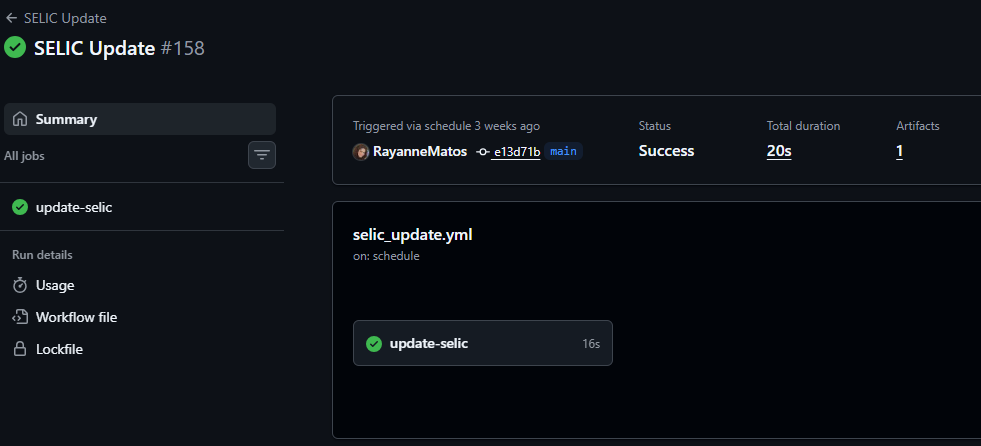 SELIC Update
SELIC Update #158
Summary
All jobs
update-selic
Run details
Usage
Workflow file
Lockfile
Triggered via schedule 3 weeks ago
RayanneMatos e13d71b main
Status
Success
Total duration
20s
Artifacts
1
selic_update.yml
on: schedule
update-selic 16s